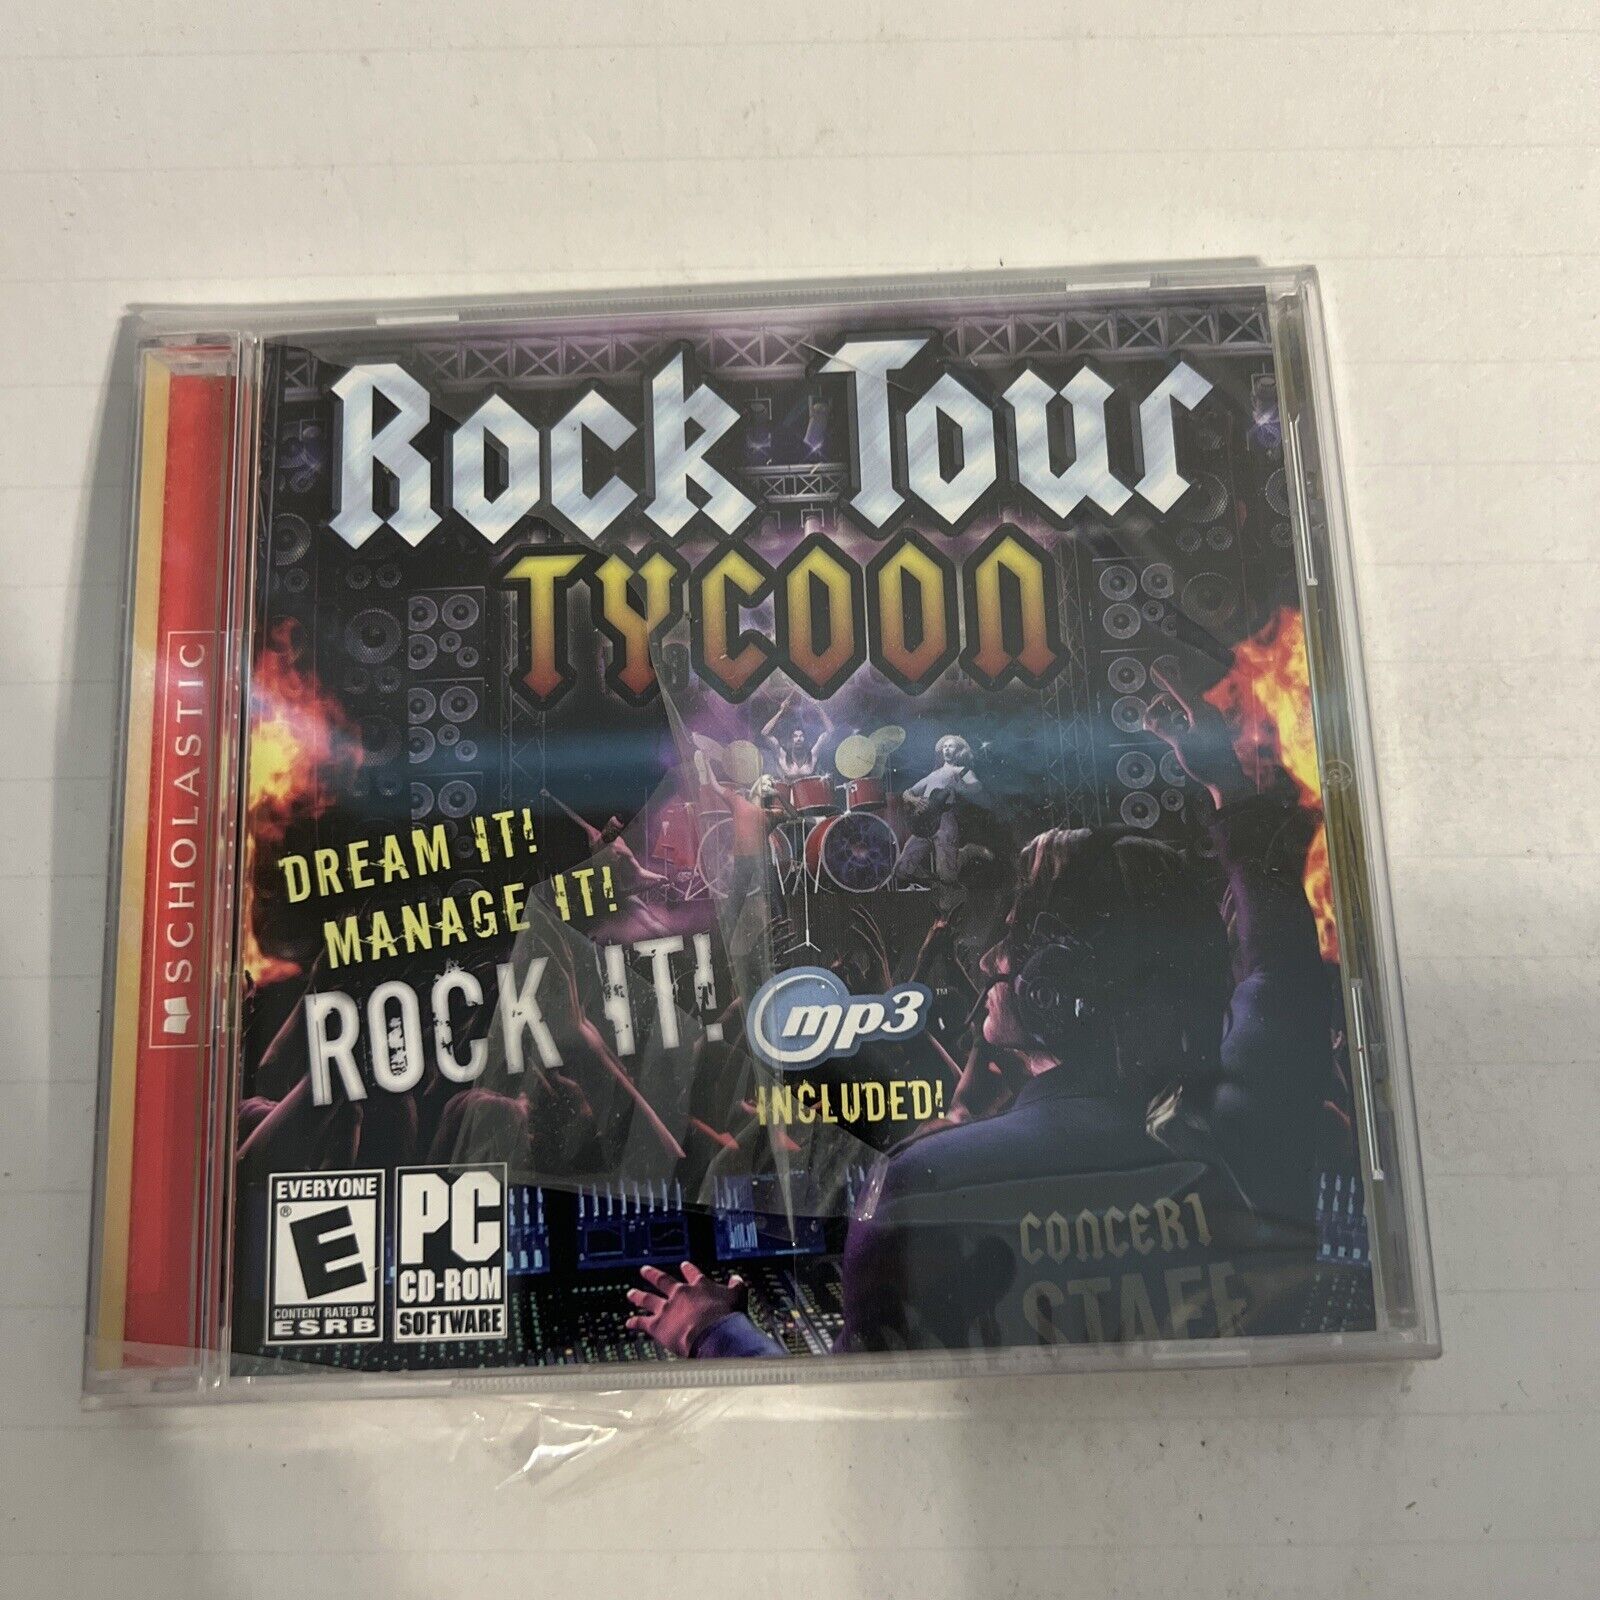 Rock Tour
TYCOON
SCHOLASTIC
DREAM IT!
MANAGE IT!
ROCK IT!
mp3™
INCLUDED!
EVERYONE
E
®
CONTENT RATED BY
ESRB
PC
CD-ROM
SOFTWARE
CONCERT
STAFF